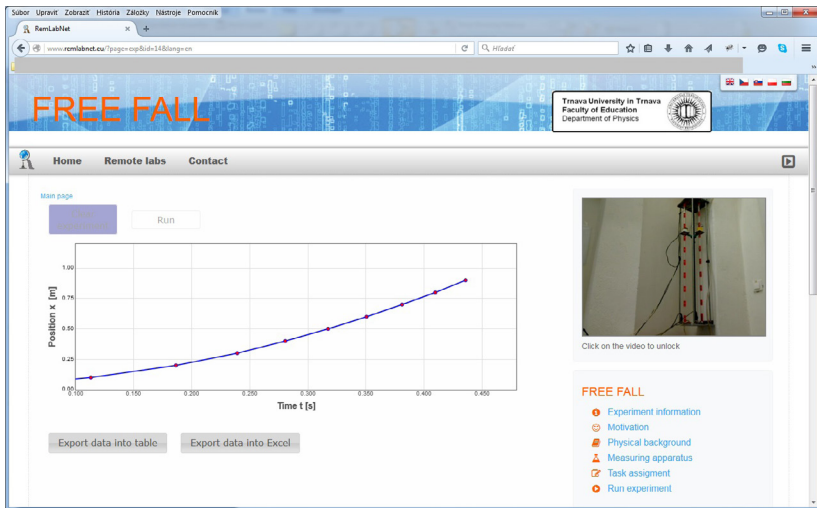 Súbor Upraviť Zobraziť História Záložky Nástroje Pomocník
RemLabNet
www.remlabnet.eu/?page=exp&id=14&lang=en
Hľadať
FREE FALL
Trnava University in Trnava
Faculty of Education
Department of Physics
Home Remote labs Contact
Main page
Run
1.00
0.75
0.50
0.25
0.00
Position x [m]
0.100 0.150 0.200 0.250 0.300 0.350 0.400 0.450
Time t [s]
Export data into table Export data into Excel
Click on the video to unlock
FREE FALL
Experiment information
Motivation
Physical background
Measuring apparatus
Task assigment
Run experiment